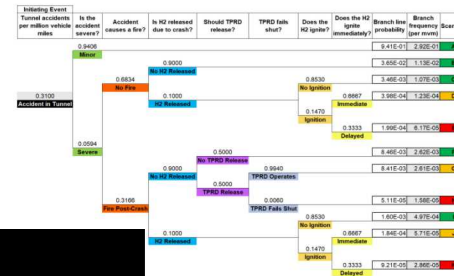 Initiating Event
Tunnel accidents per million vehicle miles
Is the accident severe?
Accident causes a fire?
Is H2 released due to crash?
Should TPRD release?
TPRD fails shut?
Does the H2 ignite?
Does the H2 ignite immediately?
Branch line probability
Branch frequency (per mvm)
0.9406
9.41E-01 2.92E-01
Minor
0.9000
3.65E-02 1.13E-02
No H2 Released
0.6834
0.8530
3.46E-03 1.07E-03
No Fire
No Ignition
0.3100
0.1000
0.6667
3.98E-04 1.23E-04
Accident in Tunnel
H2 Released
Immediate
0.1470
Ignition
0.3333
1.99E-04 6.17E-05
Delayed
0.0594
0.5000
8.46E-03 2.62E-03
Severe
No TPRD Release
0.9000
0.9940
8.41E-03 2.61E-03
No H2 Released
TPRD Operates
0.5000
TPRD Release
0.3166
0.0060
5.11E-05 1.58E-05
Fire Post-Crash
TPRD Fails Shut
0.8530
1.60E-03 4.97E-04
No Ignition
0.1000
0.6667
1.84E-04 5.71E-05
H2 Released
Immediate
0.1470
Ignition
0.3333
9.21E-05 2.86E-05
Delayed